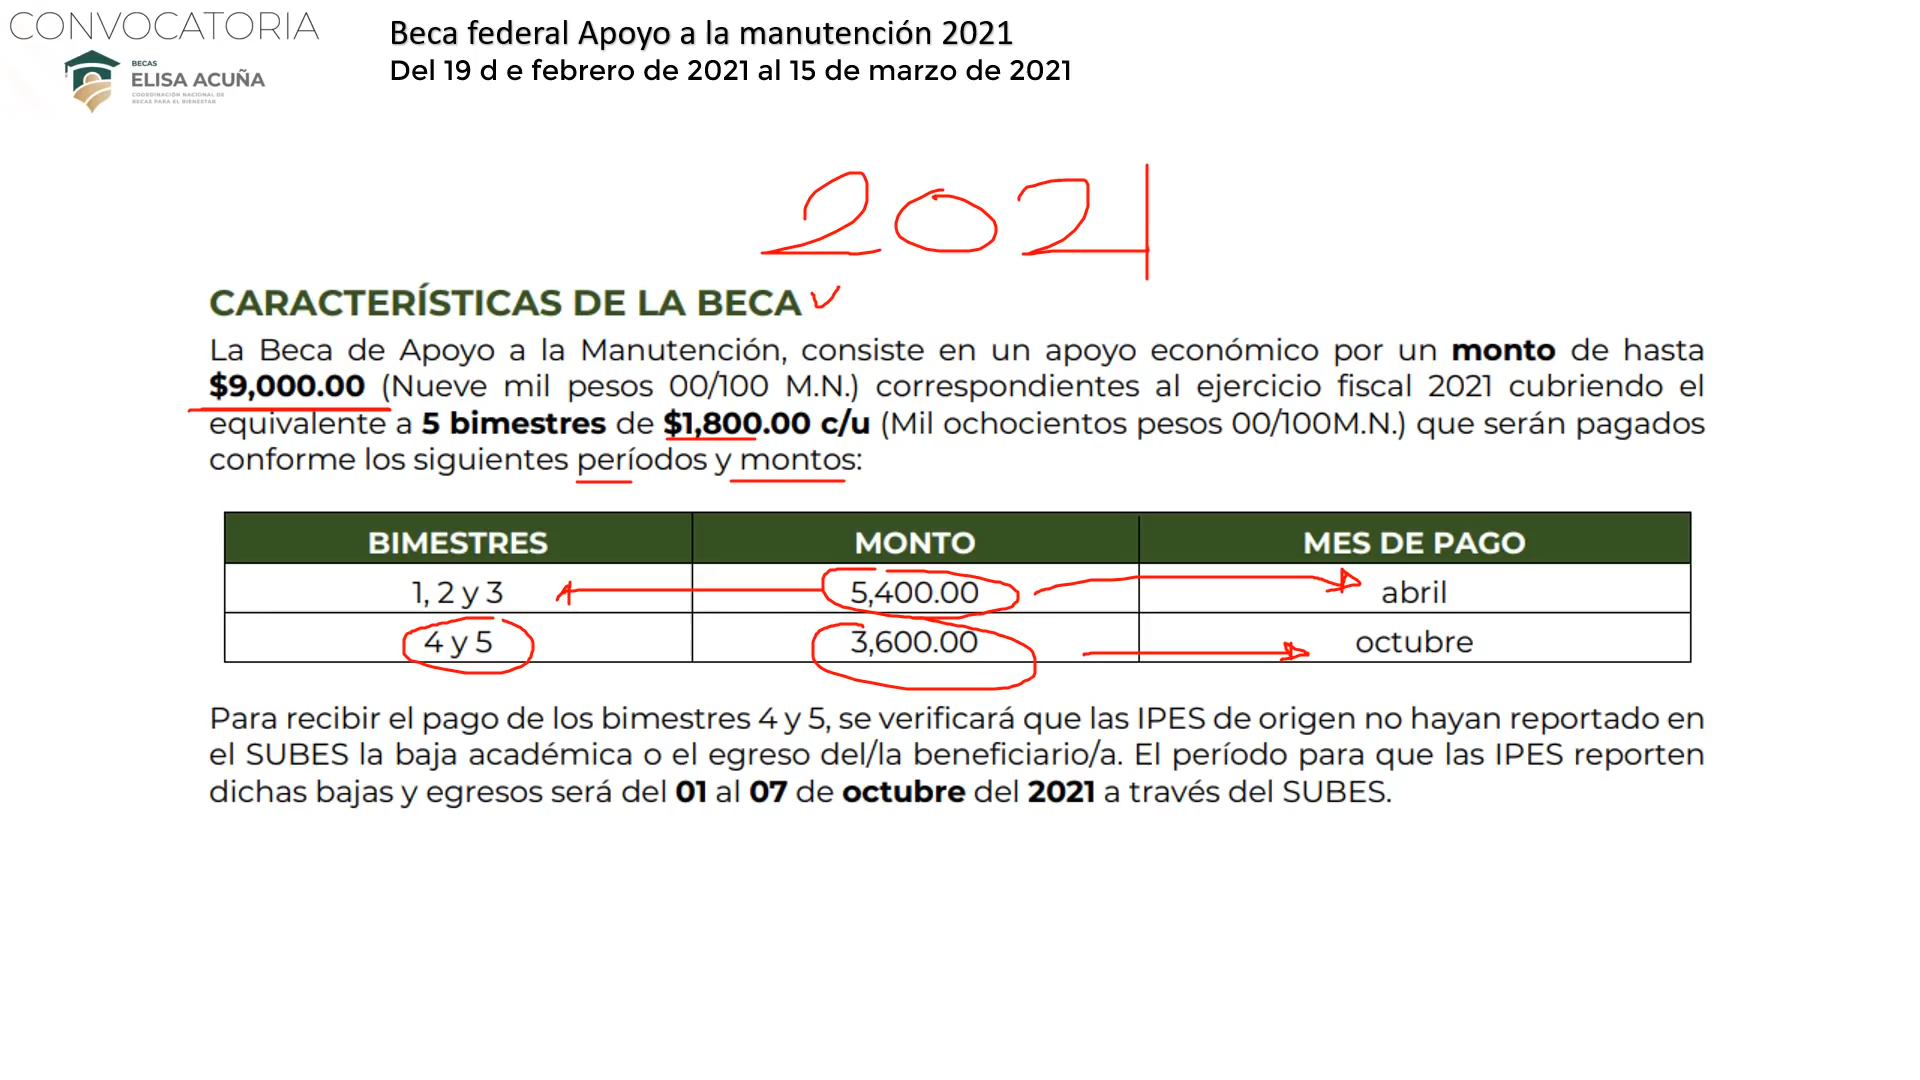 CONVOCATORIA
BECAS
ELISA ACUÑA
COORDINACIÓN NACIONAL DE
BECAS PARA EL BIENESTAR
Beca federal Apoyo a la manutención 2021
Del 19 d e febrero de 2021 al 15 de marzo de 2021
2021
CARACTERÍSTICAS DE LA BECA
La Beca de Apoyo a la Manutención, consiste en un apoyo económico por un monto de hasta
$9,000.00 (Nueve mil pesos 00/100 M.N.) correspondientes al ejercicio fiscal 2021 cubriendo el
equivalente a 5 bimestres de $1,800.00 c/u (Mil ochocientos pesos 00/100M.N.) que serán pagados
conforme los siguientes períodos y montos:
BIMESTRES MONTO MES DE PAGO
1, 2 y 3 5,400.00 abril
4 y 5 3,600.00 octubre
Para recibir el pago de los bimestres 4 y 5, se verificará que las IPES de origen no hayan reportado en
el SUBES la baja académica o el egreso del/la beneficiario/a. El período para que las IPES reporten
dichas bajas y egresos será del 01 al 07 de octubre del 2021 a través del SUBES.